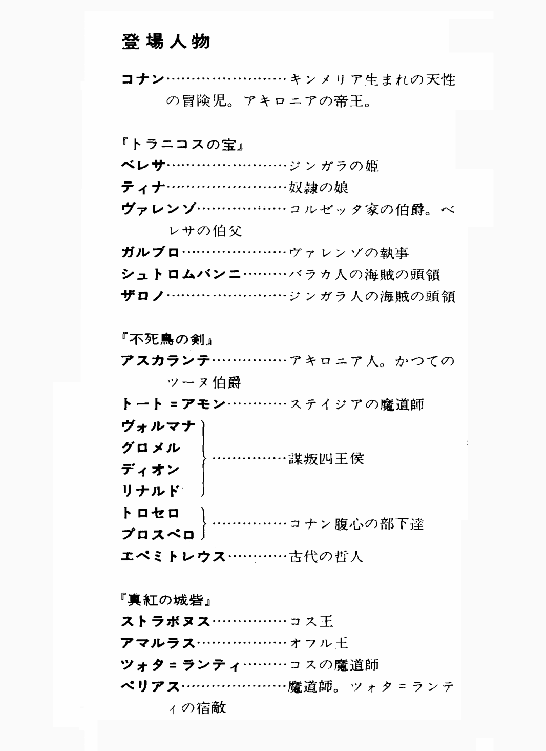 登場人物
コナン……………………キンメリア生まれの天性
の冒険児。アキロニアの帝王。
『トラニコスの宝』
ベレサ……………………ジンガラの姫
ティナ……………………奴隷の娘
ヴァレンゾ………………コルゼッタ家の伯爵。ベ
レサの伯父
ガルブロ…………………ヴァレンゾの執事
シュトロムバンニ………バラカ人の海賊の頭領
ザロノ……………………ジンガラ人の海賊の頭領
『不死鳥の剣』
アスカランテ……………アキロニア人。かつての
ツーヌ伯爵
トート=アモン…………ステイジアの魔道師
ヴォルマナ
グロメル
ディオン
リナルド
……………謀叛四王侯
トロセロ
プロスペロ
……………コナン腹心の部下達
エペミトレウス…………古代の哲人
『真紅の城砦』
ストラボヌス……………コス王
アマルラス………………オフル王
ツォタ=ランティ………コスの魔道師
ペリアス…………………魔道師。ツォタ=ランテ
ィの宿敵